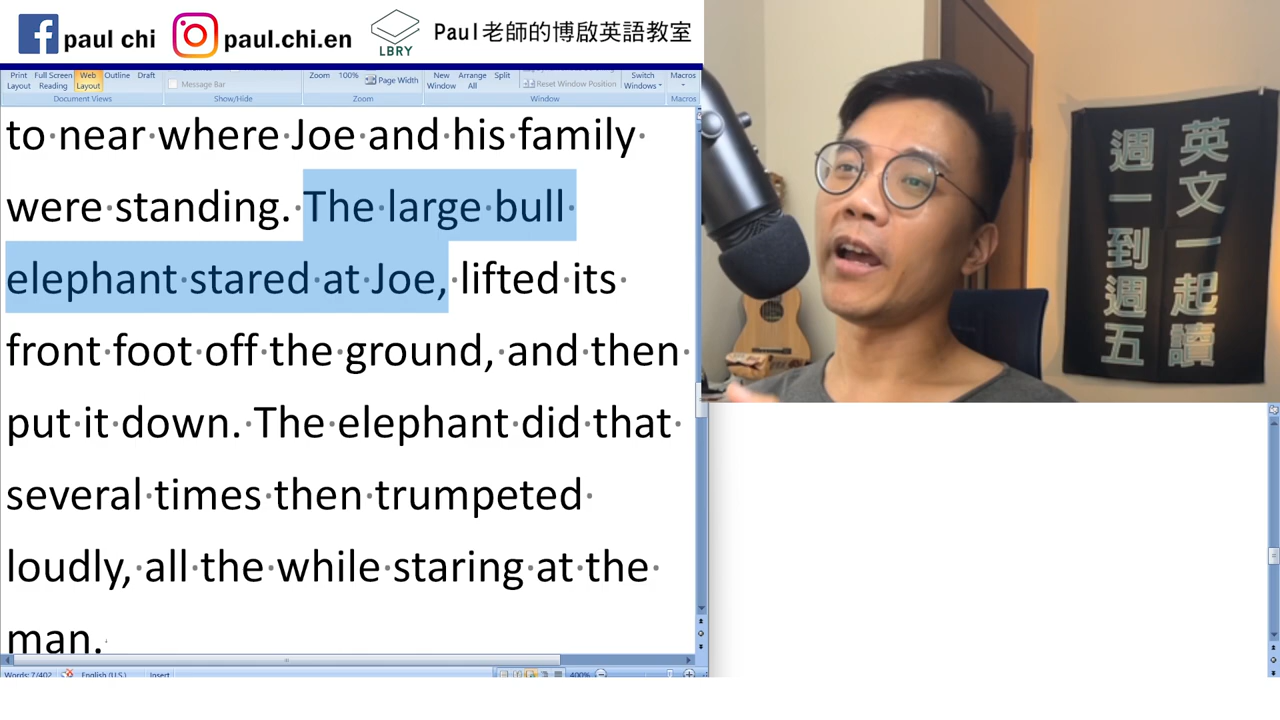 paul chi
paul.chi.en
LBRY
Paul老師的博啟英語教室
Print Layout
Full Screen Reading
Web Layout
Outline
Draft
Message Bar
Zoom
100%
Page Width
New Window
Arrange All
Split
Reset Window Position
Switch Windows
Macros
Document Views
Show/Hide
Zoom
Window
Macros
to near where Joe and his family
were standing. The large bull
elephant stared at Joe, lifted its
front foot off the ground, and then
put it down. The elephant did that
several times then trumpeted
loudly, all the while staring at the
man.
Words: 7/402
English (U.S.)
Insert
400%
英文一起讀
週一到週五